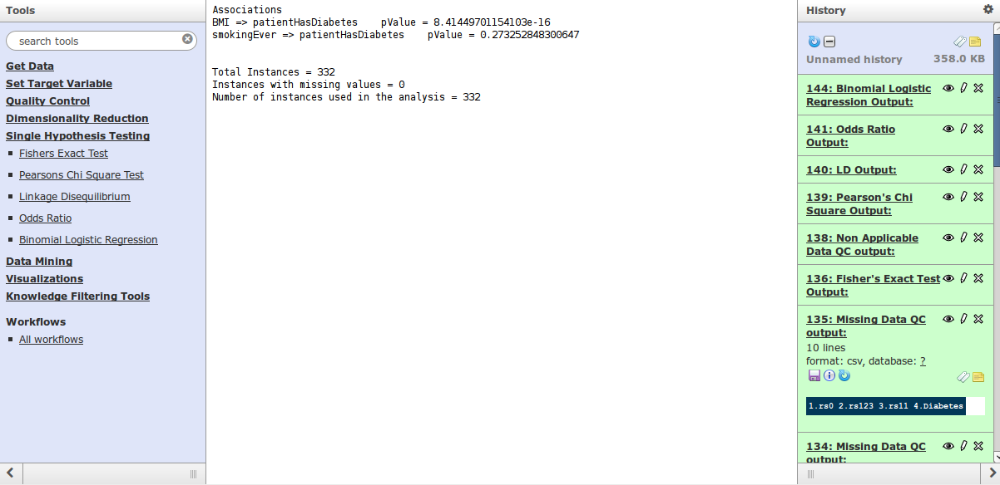 Tools
search tools
Get Data
Set Target Variable
Quality Control
Dimensionality Reduction
Single Hypothesis Testing
Fishers Exact Test
Pearsons Chi Square Test
Linkage Disequilibrium
Odds Ratio
Binomial Logistic Regression
Data Mining
Visualizations
Knowledge Filtering Tools
Workflows
All workflows
Associations
BMI => patientHasDiabetes    pValue = 8.41449701154103e-16
smokingEver => patientHasDiabetes    pValue = 0.273252848300647
Total Instances = 332
Instances with missing values = 0
Number of instances used in the analysis = 332
History
Unnamed history 358.0 KB
144: Binomial Logistic
Regression Output:
141: Odds Ratio
Output:
140: LD Output:
139: Pearson's Chi
Square Output:
138: Non Applicable
Data QC output:
136: Fisher's Exact Test
Output:
135: Missing Data QC
output:
10 lines
format: csv, database: ?
1.rs0 2.rs123 3.rs11 4.Diabetes
134: Missing Data QC
output: